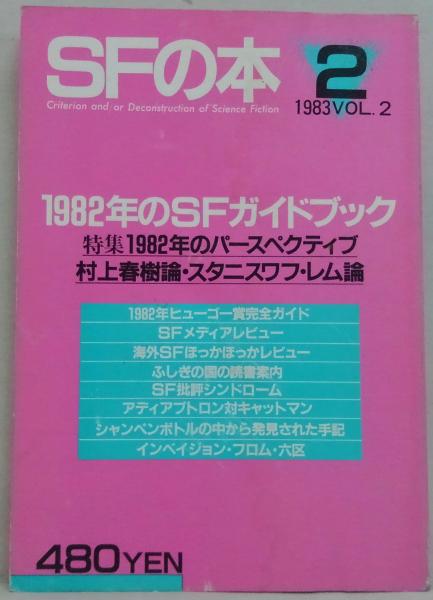 SFの本
Criterion and/or Deconstruction of Science Fiction
2
1983 VOL. 2
1982年のSFガイドブック
特集1982年のパースペクティブ
村上春樹論・スタニスワフ・レム論
1982年ヒューゴー賞完全ガイド
SFメディアレビュー
海外SFほっかほっかレビュー
ふしぎの国の読書案内
SF批評シンドローム
アディアプトロン対キャットマン
シャンペンボトルの中から発見された手記
インベイジョン・フロム・六区
480YEN